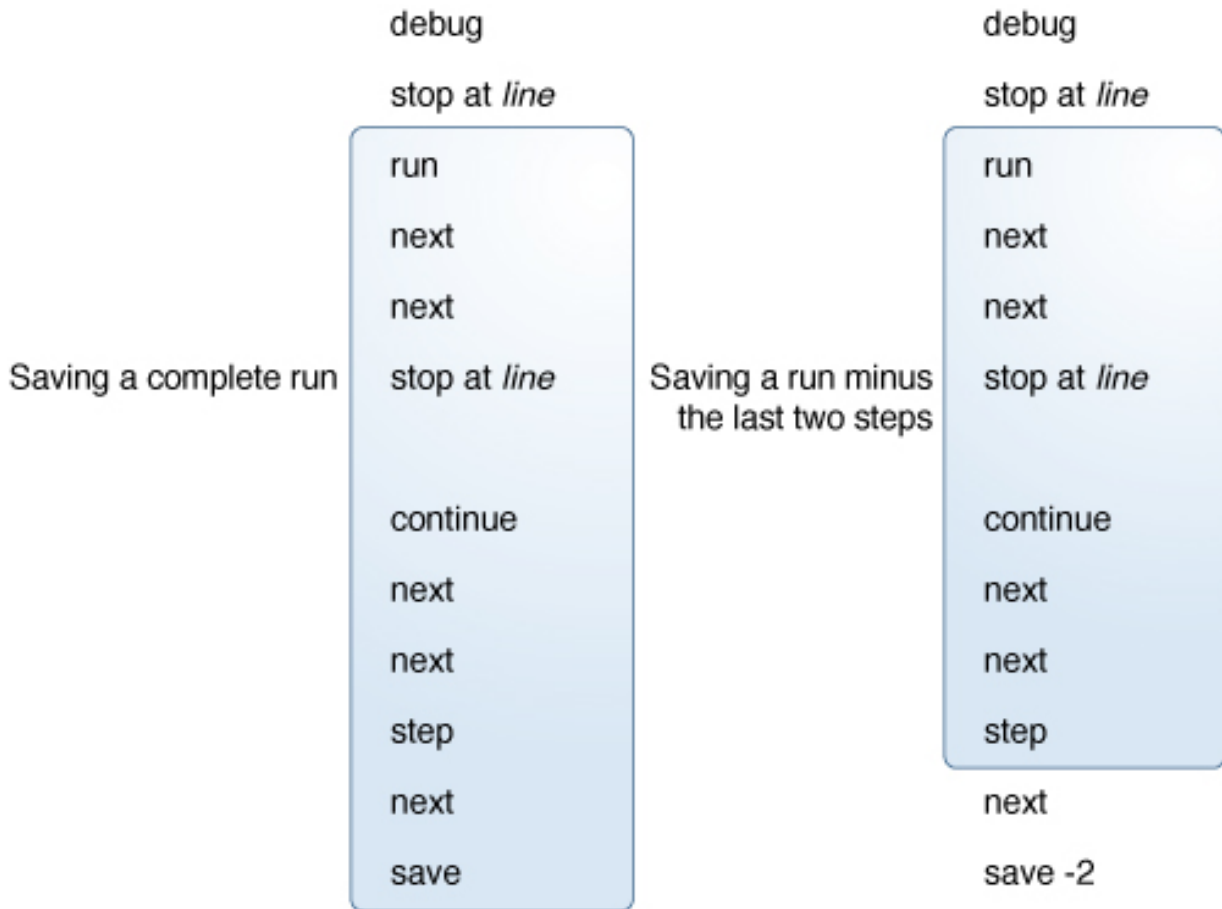 debug
stop at line
run
next
next
Saving a complete run
stop at line
continue
next
next
step
next
save
debug
stop at line
run
next
next
Saving a run minus
the last two steps
stop at line
continue
next
next
step
next
save -2